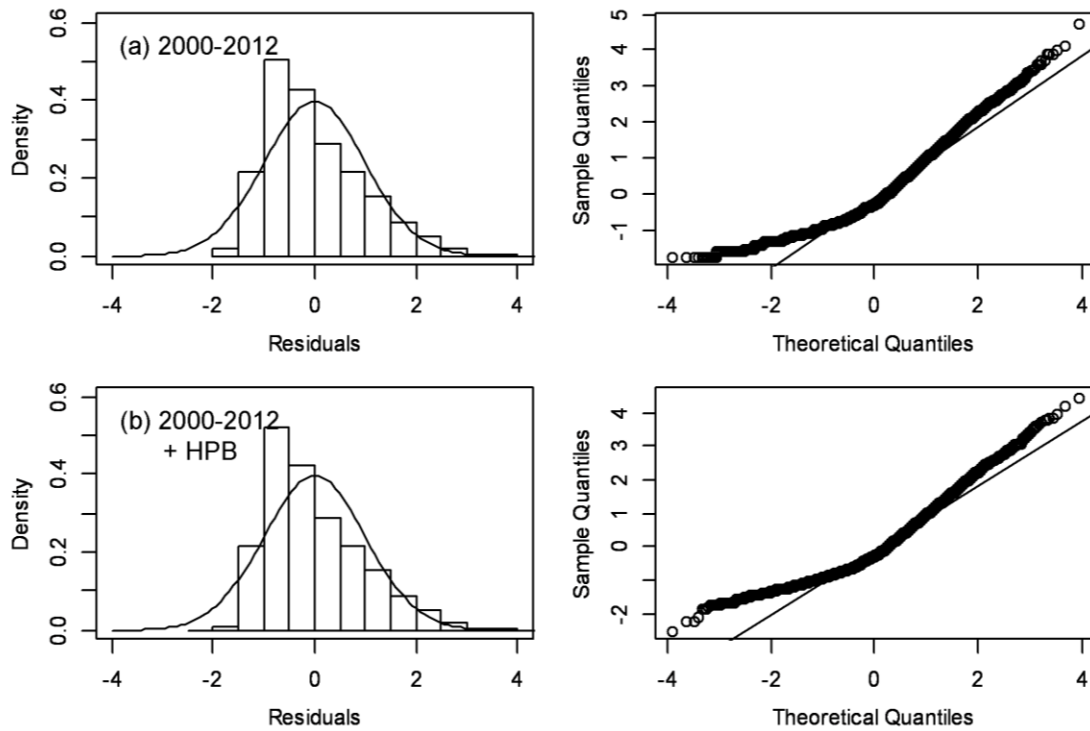 (a) 2000-2012
Density
0.0
0.2
0.4
0.6
-4 -2 0 2 4
Residuals
Sample Quantiles
-1 0 1 2 3 4 5
-4 -2 0 2 4
Theoretical Quantiles
(b) 2000-2012
+ HPB
Density
0.0
0.2
0.4
0.6
-4 -2 0 2 4
Residuals
Sample Quantiles
-2 0 1 2 3 4
-4 -2 0 2 4
Theoretical Quantiles